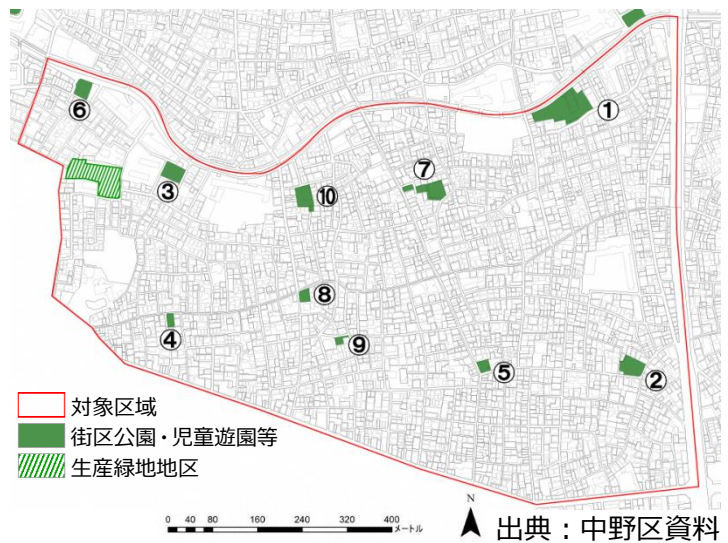 ①
⑥
③
⑦
⑩
⑧
④
⑨
⑤
②
対象区域
街区公園・児童遊園等
生産緑地地区
0 40 80 160 240 320 400
メートル
N
出典：中野区資料